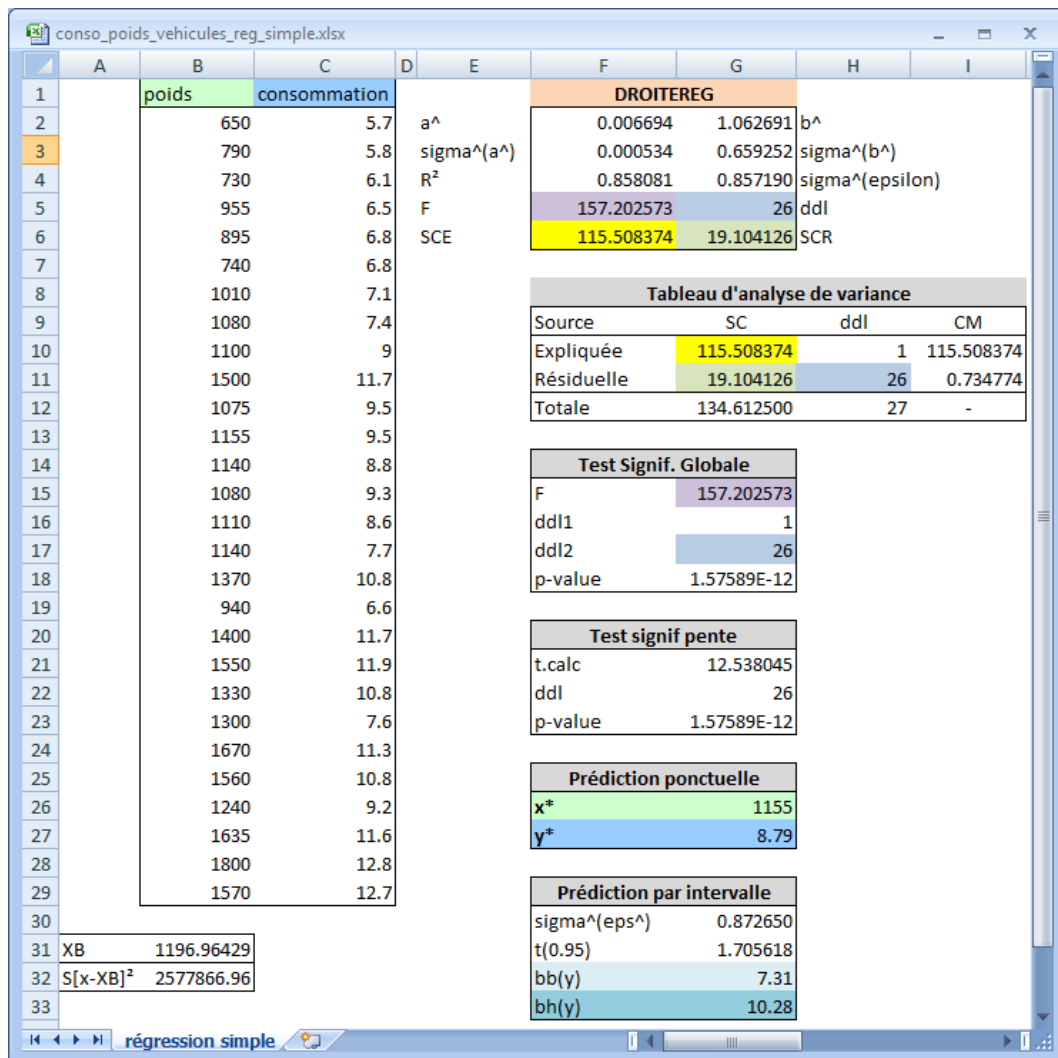 conso_poids_vehicules_reg_simple.xlsx
A B C D E F G H I
1 poids consommation DROITEREG
2 650 5.7 a^ 0.006694 1.062691 b^
3 790 5.8 sigma^(a^) 0.000534 0.659252 sigma^(b^)
4 730 6.1 R² 0.858081 0.857190 sigma^(epsilon)
5 955 6.5 F 157.202573 26 ddl
6 895 6.8 SCE 115.508374 19.104126 SCR
7 740 6.8
8 1010 7.1 Tableau d'analyse de variance
9 1080 7.4 Source SC ddl CM
10 1100 9 Expliquée 115.508374 1 115.508374
11 1500 11.7 Résiduelle 19.104126 26 0.734774
12 1075 9.5 Totale 134.612500 27 -
13 1155 9.5
14 1140 8.8 Test Signif. Globale
15 1080 9.3 F 157.202573
16 1110 8.6 ddl1 1
17 1140 7.7 ddl2 26
18 1370 10.8 p-value 1.57589E-12
19 940 6.6
20 1400 11.7 Test signif pente
21 1550 11.9 t.calc 12.538045
22 1330 10.8 ddl 26
23 1300 7.6 p-value 1.57589E-12
24 1670 11.3
25 1560 10.8 Prédiction ponctuelle
26 1240 9.2 x* 1155
27 1635 11.6 y* 8.79
28 1800 12.8
29 1570 12.7 Prédiction par intervalle
30 sigma^(eps^) 0.872650
31 XB 1196.96429 t(0.95) 1.705618
32 S[x-XB]² 2577866.96 bb(y) 7.31
33 bh(y) 10.28
régression simple